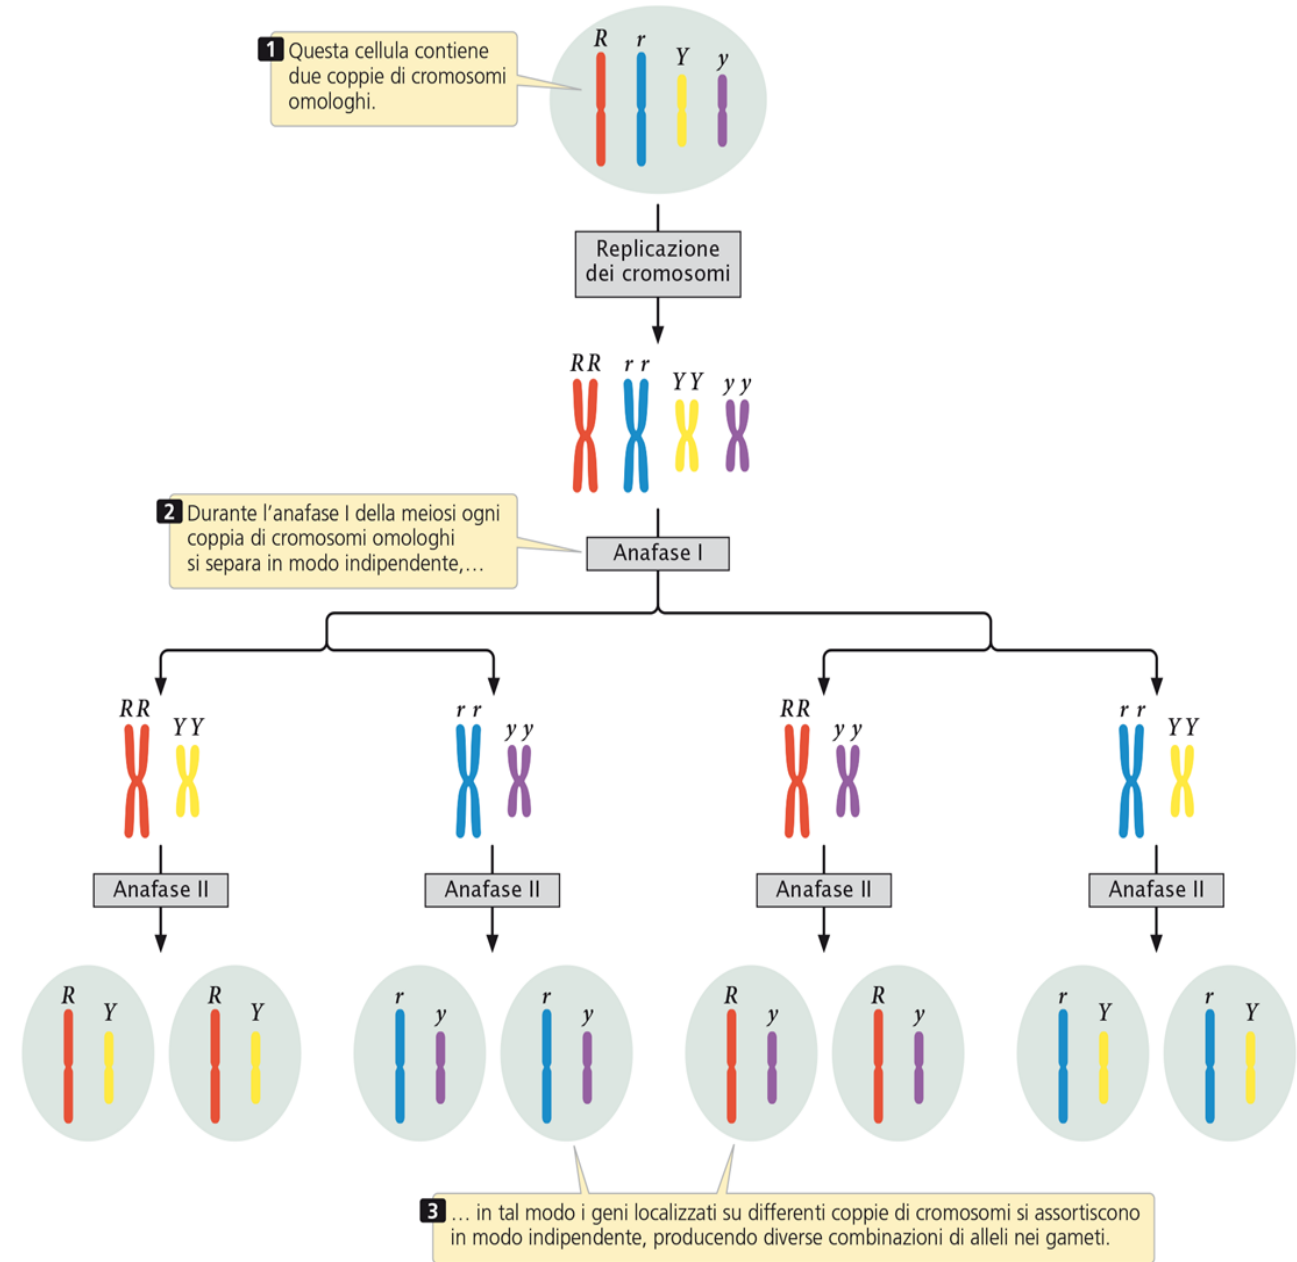 R r Y y
1 Questa cellula contiene
due coppie di cromosomi
omologhi.
Replicazione
dei cromosomi
RR r r YY y y
2 Durante l'anafase I della meiosi ogni
coppia di cromosomi omologhi
si separa in modo indipendente,...
Anafase I
RR YY r r y y RR y y r r YY
Anafase II Anafase II Anafase II Anafase II
R Y R Y r y r y R y R y r Y r Y
3 ... in tal modo i geni localizzati su differenti coppie di cromosomi si assortiscono
in modo indipendente, producendo diverse combinazioni di alleli nei gameti.